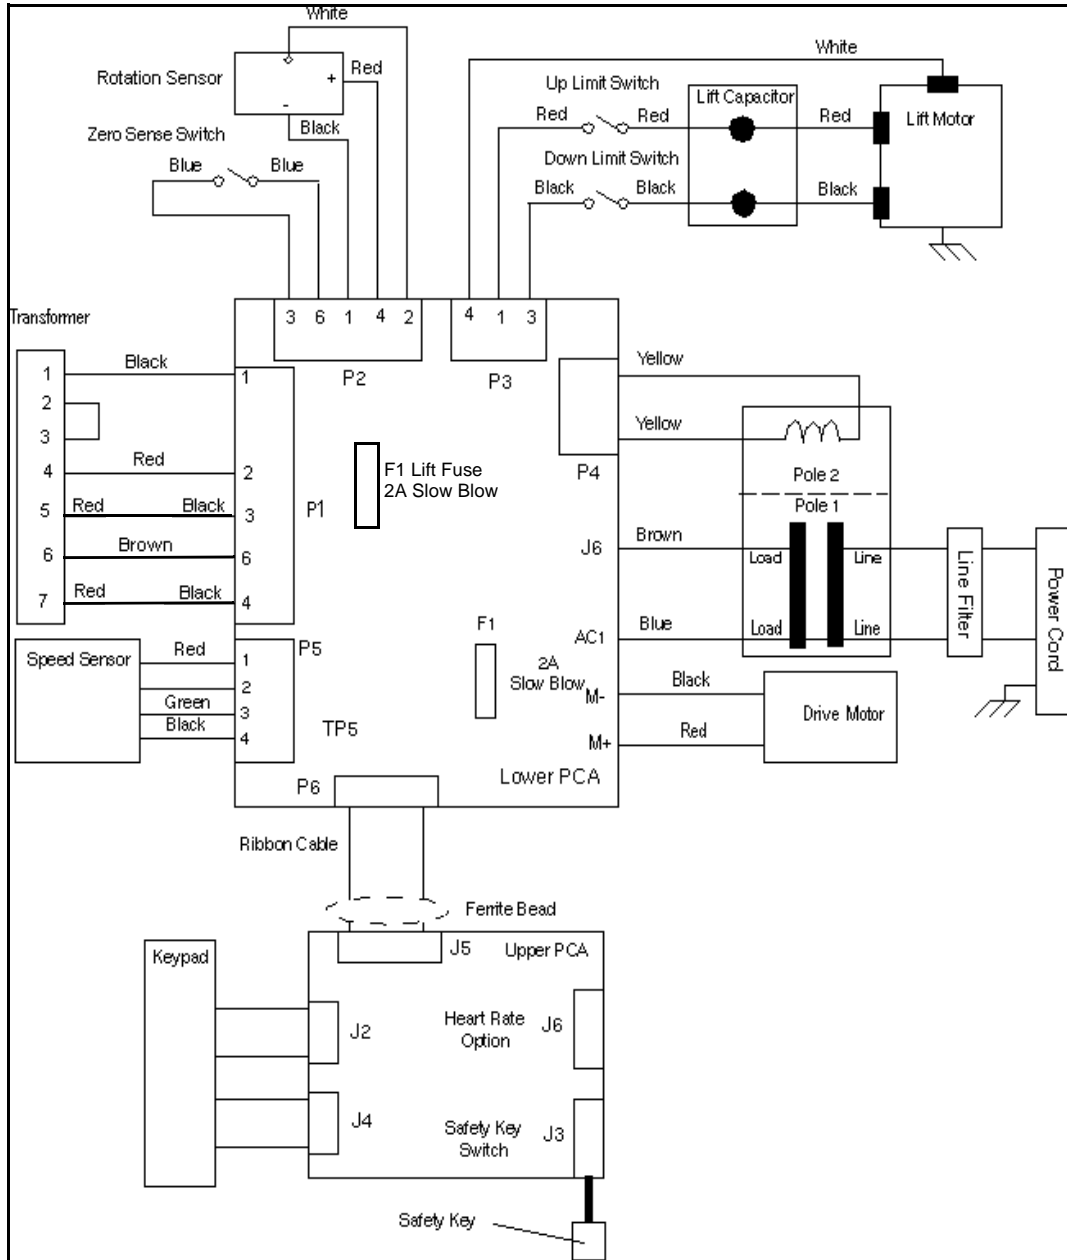 White
Rotation Sensor
+
Red
-
Black
Zero Sense Switch
Blue
Blue
White
Up Limit Switch
Red
Red
Lift Capacitor
Red
Lift Motor
Down Limit Switch
Black
Black
Black
Transformer
1
2
3
4
5
6
7
Black
Red
Red
Black
Brown
Red
Black
3 6 1 4 2
P2
4 1 3
P3
1
2
3
6
4
P1
F1 Lift Fuse
2A Slow Blow
Yellow
Yellow
P4
Pole 2
Pole 1
J6
Brown
Load
Line
Line Filter
Power Cord
AC1
Blue
Load
Line
F1
2A
Slow Blow
M-
Black
M+
Red
Drive Motor
Speed Sensor
Red
Green
Black
1
2
3
4
P5
TP5
P6
Lower PCA
Ribbon Cable
Ferrite Bead
Keypad
J5
Upper PCA
J2
Heart Rate
Option
J6
J4
Safety Key
Switch
J3
Safety Key